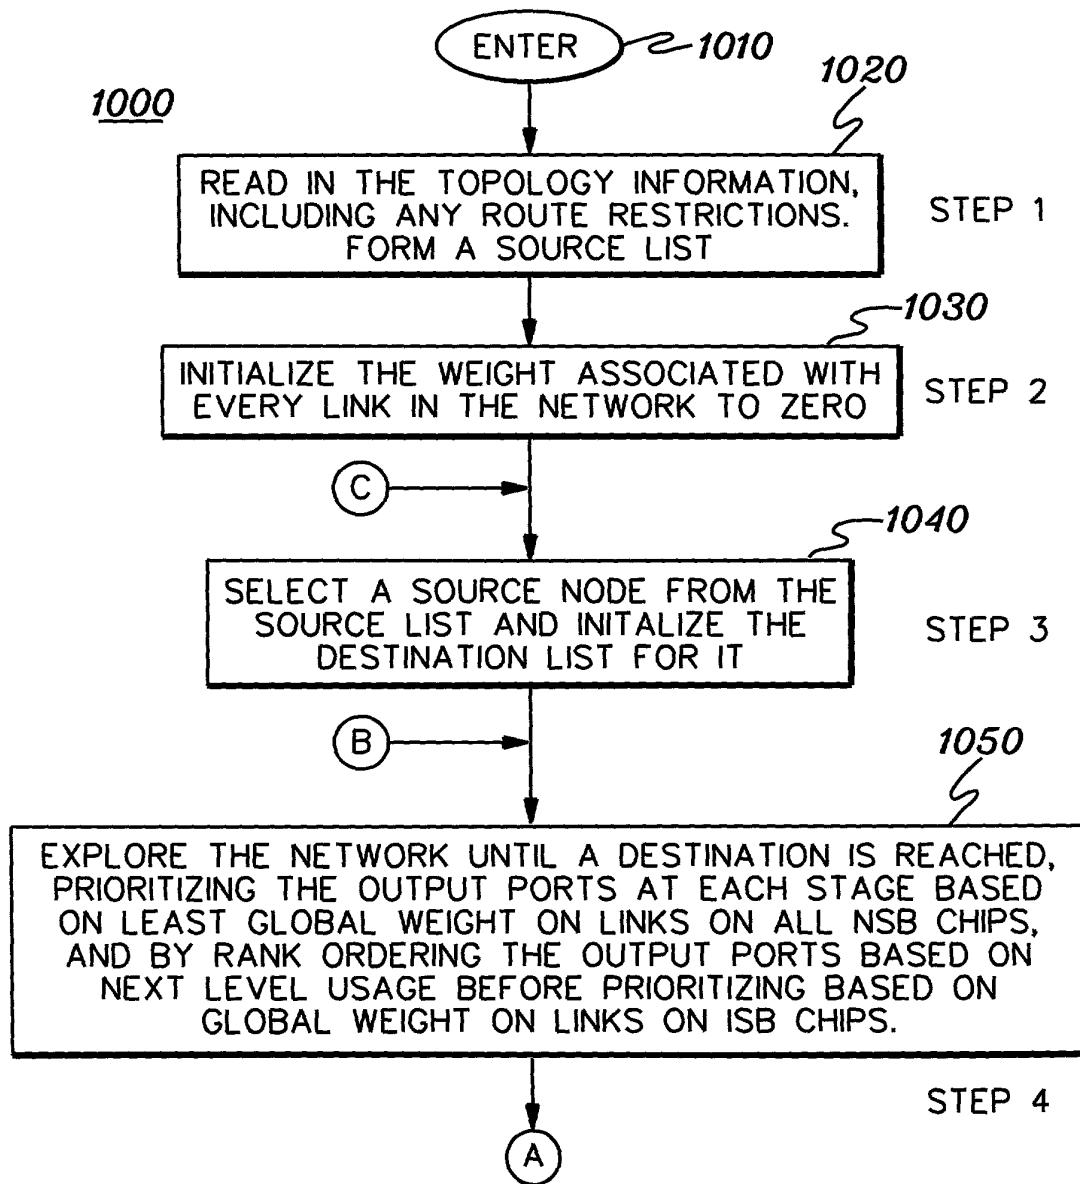 ENTER
1010
1000
1020
READ IN THE TOPOLOGY INFORMATION,
INCLUDING ANY ROUTE RESTRICTIONS.
FORM A SOURCE LIST
STEP 1
1030
INITIALIZE THE WEIGHT ASSOCIATED WITH
EVERY LINK IN THE NETWORK TO ZERO
STEP 2
C
1040
SELECT A SOURCE NODE FROM THE
SOURCE LIST AND INITALIZE THE
DESTINATION LIST FOR IT
STEP 3
B
1050
EXPLORE THE NETWORK UNTIL A DESTINATION IS REACHED,
PRIORITIZING THE OUTPUT PORTS AT EACH STAGE BASED
ON LEAST GLOBAL WEIGHT ON LINKS ON ALL NSB CHIPS,
AND BY RANK ORDERING THE OUTPUT PORTS BASED ON
NEXT LEVEL USAGE BEFORE PRIORITIZING BASED ON
GLOBAL WEIGHT ON LINKS ON ISB CHIPS.
STEP 4
A